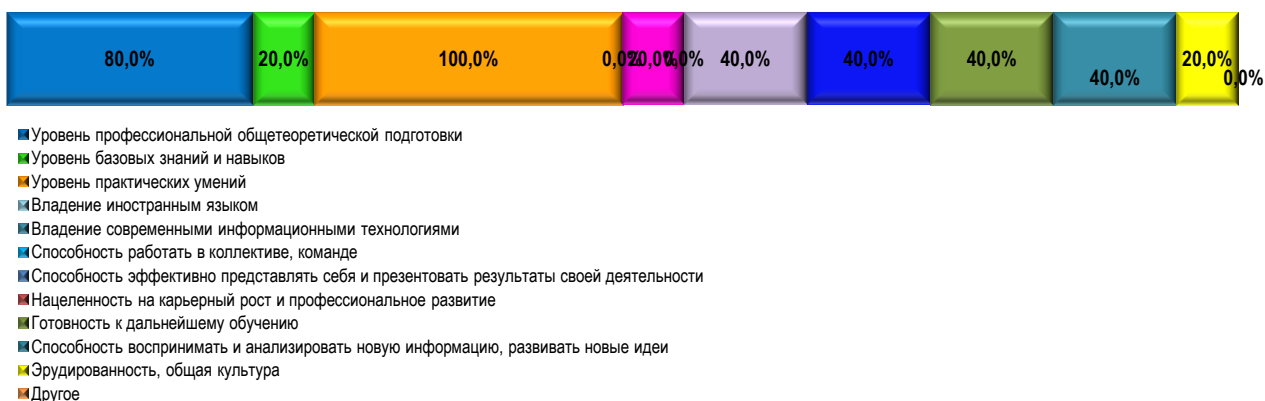 80,0% 20,0% 100,0% 0,0% 20,0% 0,0% 40,0% 40,0% 40,0% 40,0% 20,0% 0,0%
Уровень профессиональной общетеоретической подготовки
Уровень базовых знаний и навыков
Уровень практических умений
Владение иностранным языком
Владение современными информационными технологиями
Способность работать в коллективе, команде
Способность эффективно представлять себя и презентовать результаты своей деятельности
Нацеленность на карьерный рост и профессиональное развитие
Готовность к дальнейшему обучению
Способность воспринимать и анализировать новую информацию, развивать новые идеи
Эрудированность, общая культура
Другое